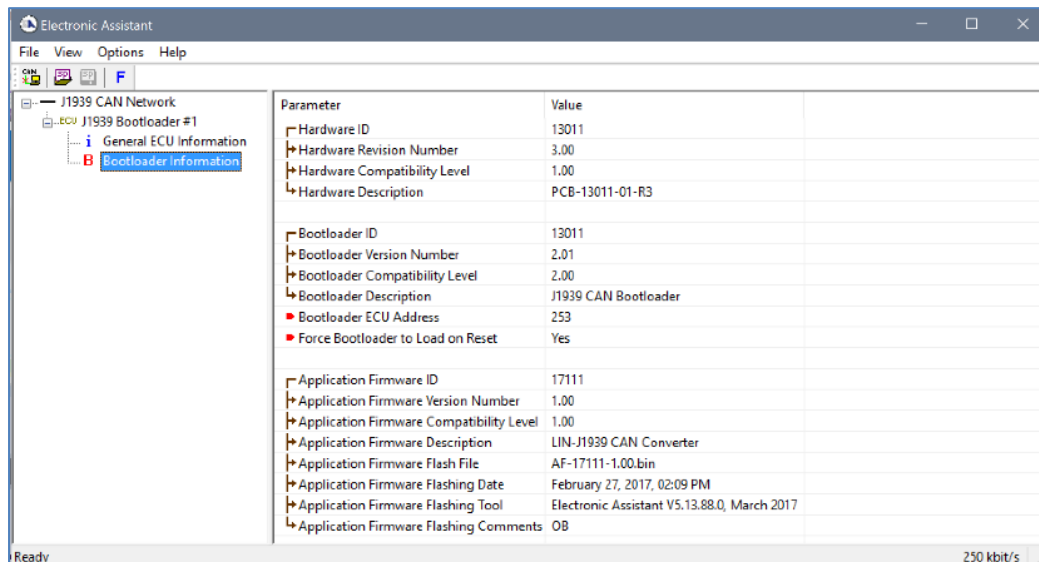 Electronic Assistant
File View Options Help
CAN
EP EP F
J1939 CAN Network
ECU J1939 Bootloader #1
i General ECU Information
B Bootloader Information
Parameter Value
Hardware ID 13011
Hardware Revision Number 3.00
Hardware Compatibility Level 1.00
Hardware Description PCB-13011-01-R3
Bootloader ID 13011
Bootloader Version Number 2.01
Bootloader Compatibility Level 2.00
Bootloader Description J1939 CAN Bootloader
Bootloader ECU Address 253
Force Bootloader to Load on Reset Yes
Application Firmware ID 17111
Application Firmware Version Number 1.00
Application Firmware Compatibility Level 1.00
Application Firmware Description LIN-J1939 CAN Converter
Application Firmware Flash File AF-17111-1.00.bin
Application Firmware Flashing Date February 27, 2017, 02:09 PM
Application Firmware Flashing Tool Electronic Assistant V5.13.88.0, March 2017
Application Firmware Flashing Comments OB
Ready 250 kbit/s